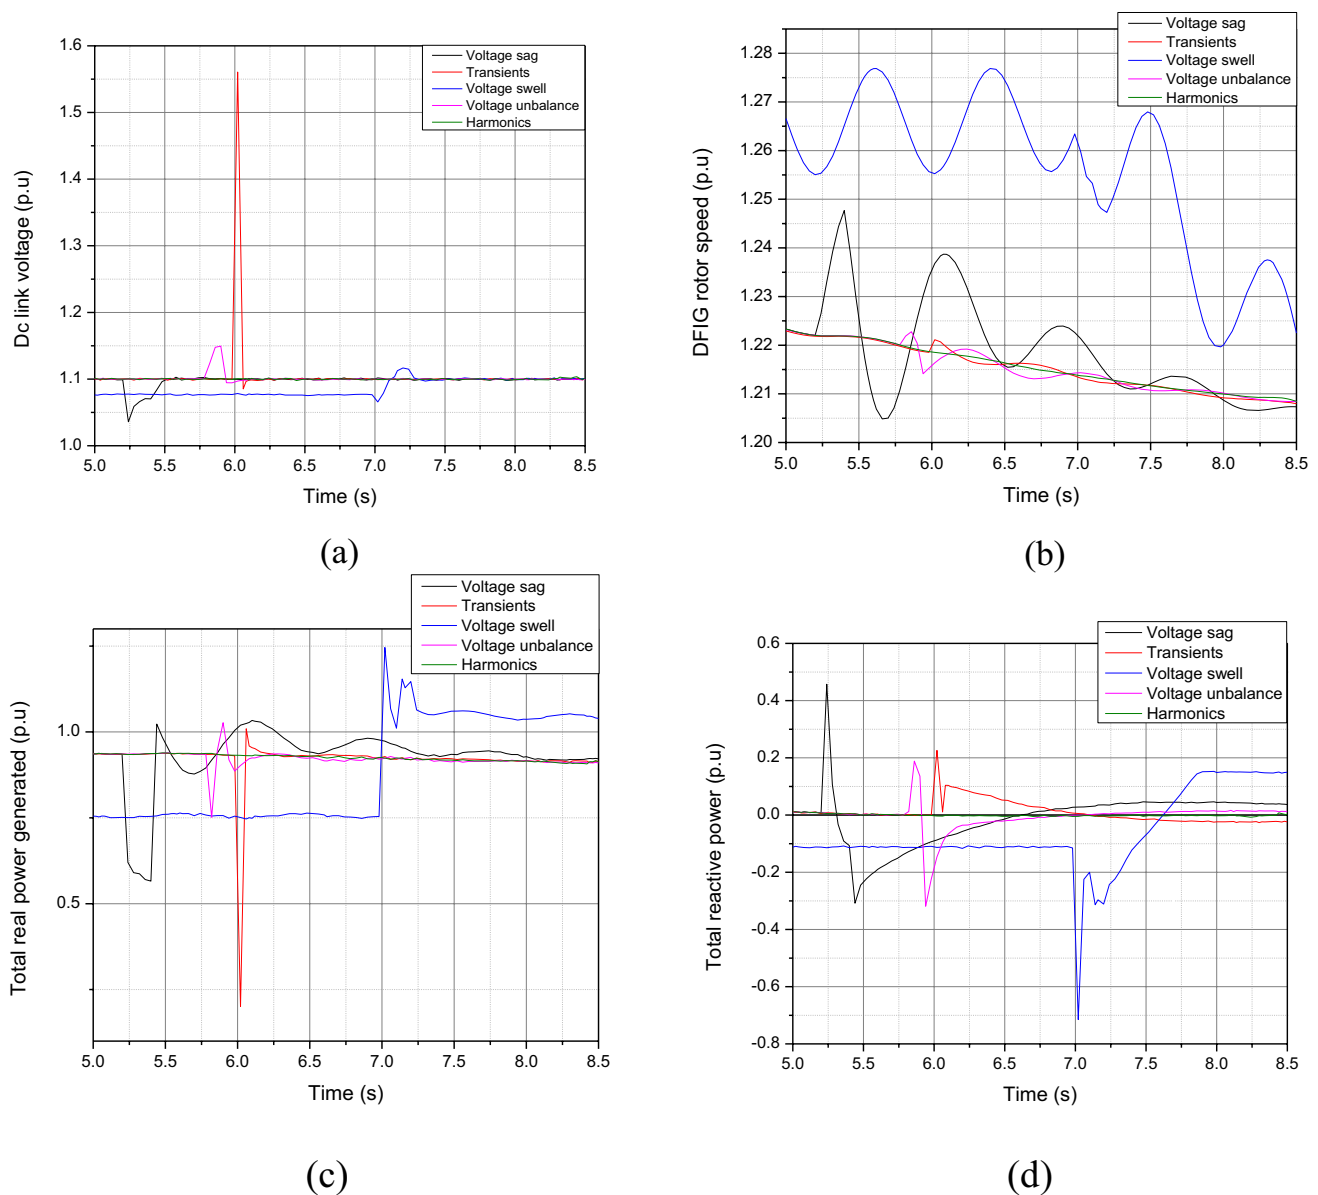 1.6
1.5
1.4
1.3
1.2
1.1
1.0
Dc link voltage (p.u)
Voltage sag
Transients
Voltage swell
Voltage unbalance
Harmonics
5.0 5.5 6.0 6.5 7.0 7.5 8.0 8.5
Time (s)
(a)
1.28
1.27
1.26
1.25
1.24
1.23
1.22
1.21
1.20
DFIG rotor speed (p.u)
Voltage sag
Transients
Voltage swell
Voltage unbalance
Harmonics
5.0 5.5 6.0 6.5 7.0 7.5 8.0 8.5
Time (s)
(b)
1.0
0.5
Total real power generated (p.u)
Voltage sag
Transients
Voltage swell
Voltage unbalance
Harmonics
5.0 5.5 6.0 6.5 7.0 7.5 8.0 8.5
Time (s)
(c)
0.6
0.4
0.2
0.0
-0.2
-0.4
-0.6
-0.8
Total reactive power (p.u)
Voltage sag
Transients
Voltage swell
Voltage unbalance
Harmonics
5.0 5.5 6.0 6.5 7.0 7.5 8.0 8.5
Time (s)
(d)